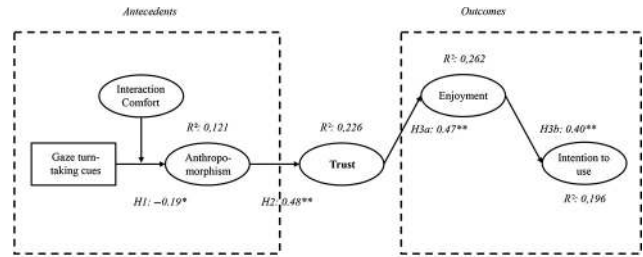 Antecedents
Outcomes
R²: 0,262
Interaction
Comfort
Enjoyment
R²: 0,121
R²: 0,226
H3a: 0.47**
H3b: 0.40**
Gaze turn-
taking cues
Anthropo-
morphism
Trust
Intention to
use
H1: −0.19*
H2: 0.48**
R²: 0,196